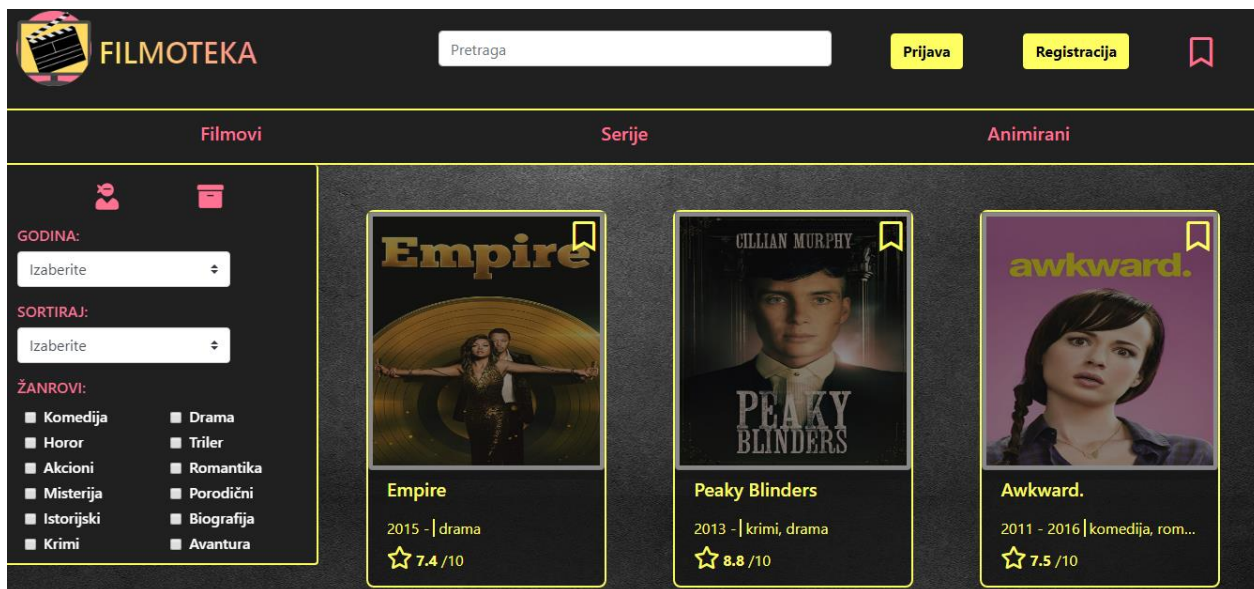 FILMOTEKA
Pretraga
Prijava
Registracija
Filmovi
Serije
Animirani
GODINA:
Izaberite
SORTIRAJ:
Izaberite
ŽANROVI:
Komedija
Drama
Horor
Triler
Akcioni
Romantika
Misterija
Porodični
Istorijski
Biografija
Krimi
Avantura
Empire
Empire
2015 - | drama
7.4 /10
CILLIAN MURPHY
PEAKY
BLINDERS
Peaky Blinders
2013 - | krimi, drama
8.8 /10
awkward.
Awkward.
2011 - 2016 | komedija, rom...
7.5 /10